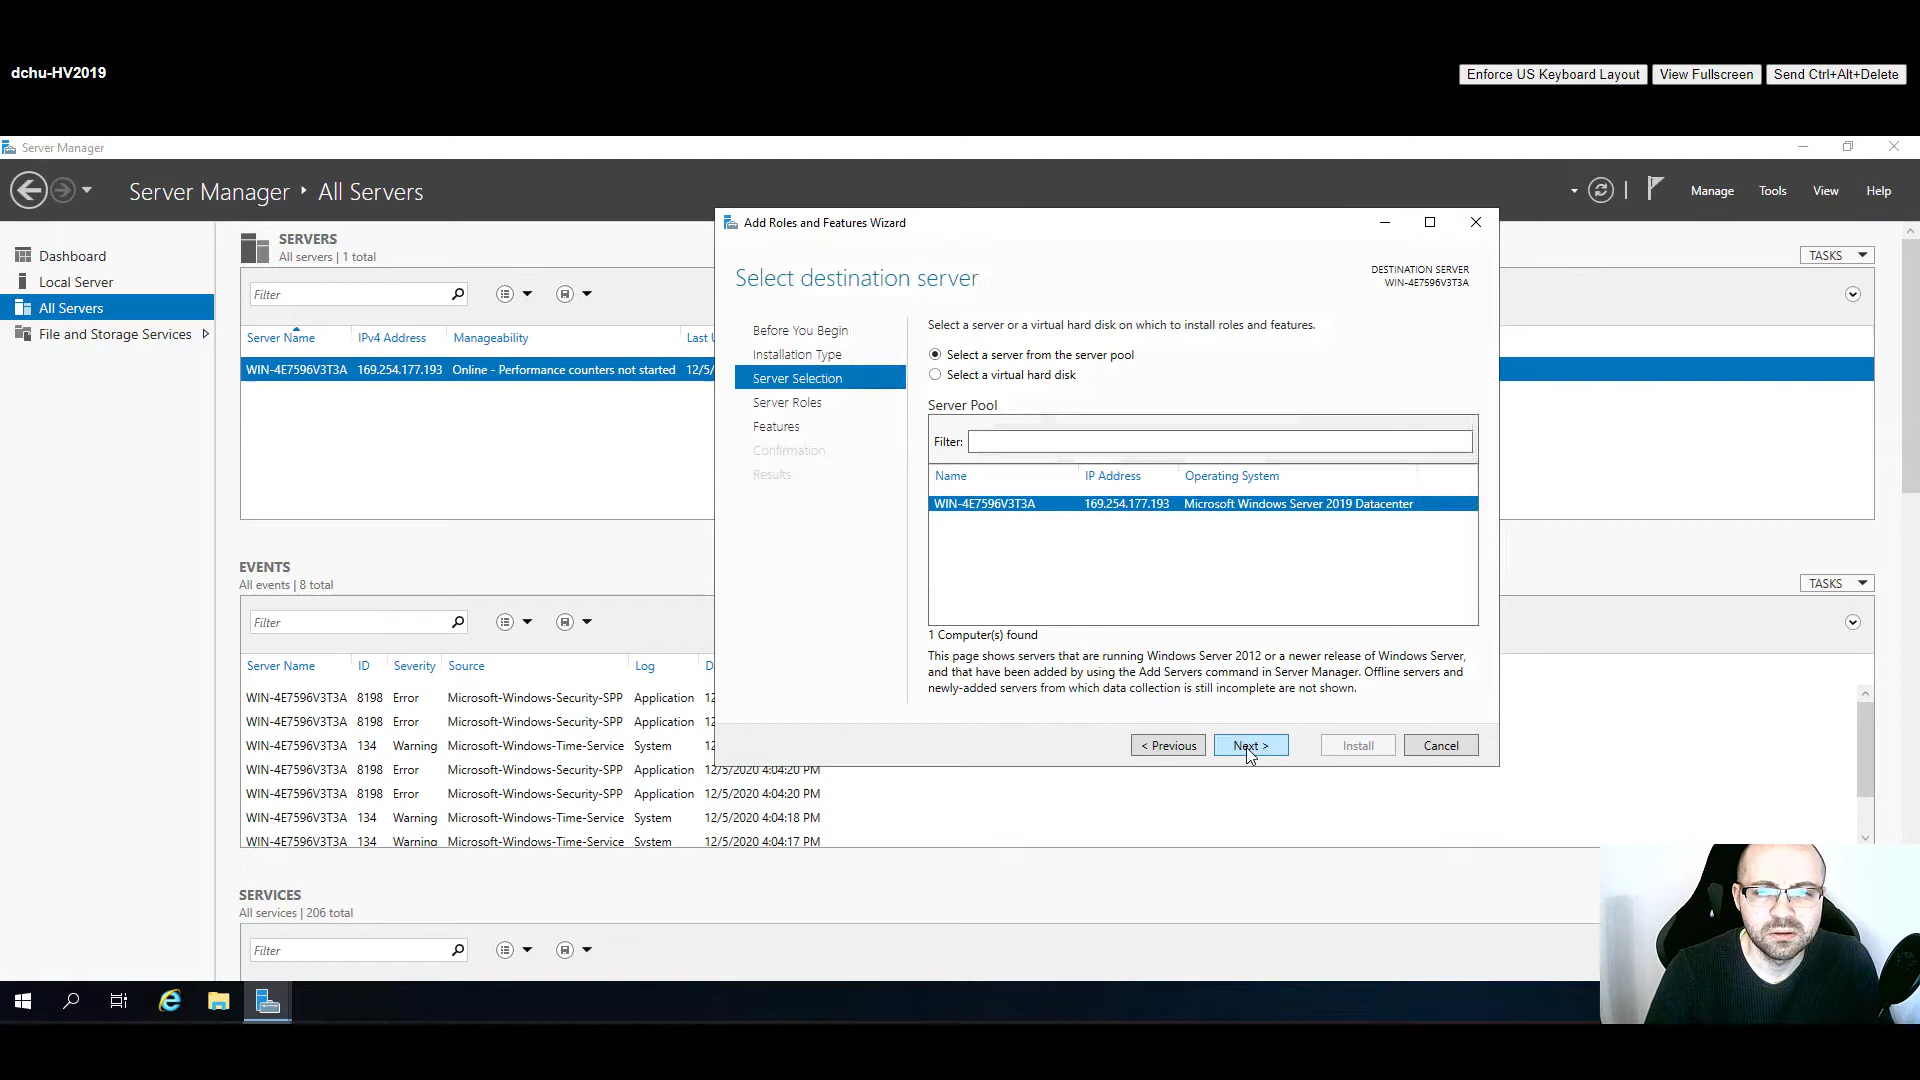 dchu-HV2019
Enforce US Keyboard Layout
View Fullscreen
Send Ctrl+Alt+Delete
Server Manager
Server Manager
All Servers
Manage
Tools
View
Help
Dashboard
Local Server
All Servers
File and Storage Services
SERVERS
All servers | 1 total
TASKS
Filter
Server Name
IPv4 Address
Manageability
Last U
WIN-4E7596V3T3A
169.254.177.193
Online - Performance counters not started
12/5/
EVENTS
All events | 8 total
TASKS
Filter
Server Name ID Severity Source Log D
WIN-4E7596V3T3A 8198 Error Microsoft-Windows-Security-SPP Application 12
WIN-4E7596V3T3A 8198 Error Microsoft-Windows-Security-SPP Application 12
WIN-4E7596V3T3A 134 Warning Microsoft-Windows-Time-Service System 12
WIN-4E7596V3T3A 8198 Error Microsoft-Windows-Security-SPP Application 12/5/2020 4:04:20 PM
WIN-4E7596V3T3A 8198 Error Microsoft-Windows-Security-SPP Application 12/5/2020 4:04:20 PM
WIN-4E7596V3T3A 134 Warning Microsoft-Windows-Time-Service System 12/5/2020 4:04:18 PM
WIN-4E7596V3T3A 134 Warning Microsoft-Windows-Time-Service System 12/5/2020 4:04:17 PM
SERVICES
All services | 206 total
Filter
Add Roles and Features Wizard
Select destination server
DESTINATION SERVER
WIN-4E7596V3T3A
Before You Begin
Installation Type
Server Selection
Server Roles
Features
Confirmation
Results
Select a server or a virtual hard disk on which to install roles and features.
Select a server from the server pool
Select a virtual hard disk
Server Pool
Filter:
Name IP Address Operating System
WIN-4E7596V3T3A 169.254.177.193 Microsoft Windows Server 2019 Datacenter
1 Computer(s) found
This page shows servers that are running Windows Server 2012 or a newer release of Windows Server,
and that have been added by using the Add Servers command in Server Manager. Offline servers and
newly-added servers from which data collection is still incomplete are not shown.
< Previous
Next >
Install
Cancel